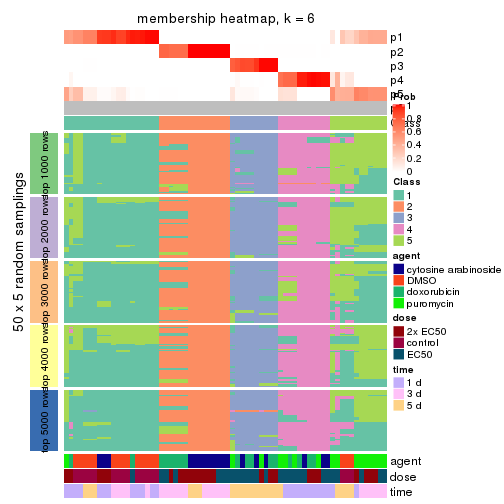 membership heatmap, k = 6
p1
p2
p3
p4
p5
Prob
1
0.8
0.6
0.4
0.2
0
Class
1
2
3
4
5
agent
cytosine arabinoside
DMSO
doxorubicin
puromycin
dose
2x EC50
control
EC50
time
1 d
3 d
5 d
50 x 5 random samplings
top 1000 rows
top 2000 rows
top 3000 rows
top 4000 rows
top 5000 rows
agent
dose
time